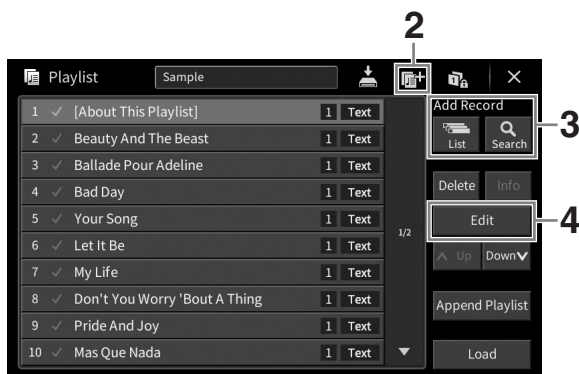 2
Playlist
Sample
Add Record
1 [About This Playlist] 1 Text
2 Beauty And The Beast 1 Text
3 Ballade Pour Adeline 1 Text
4 Bad Day 1 Text
5 Your Song 1 Text
6 Let It Be 1 Text
7 My Life 1 Text
8 Don't You Worry 'Bout A Thing 1 Text
9 Pride And Joy 1 Text
10 Mas Que Nada 1 Text
1/2
List
Search
3
Delete
Info
Edit
4
Up
Down
Append Playlist
Load